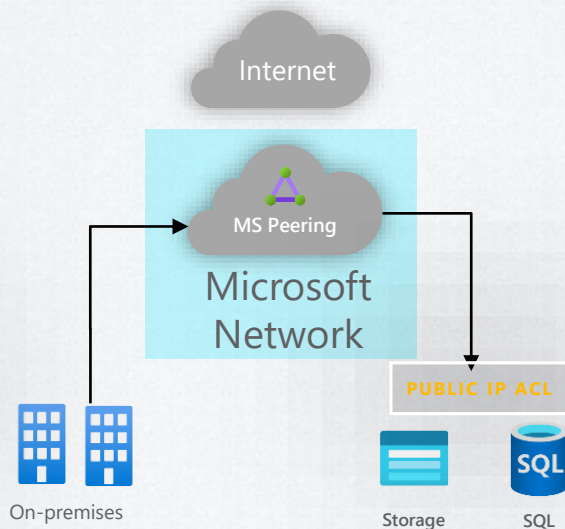 Internet
MS Peering
Microsoft
Network
PUBLIC IP ACL
SQL
On-premises
Storage
SQL